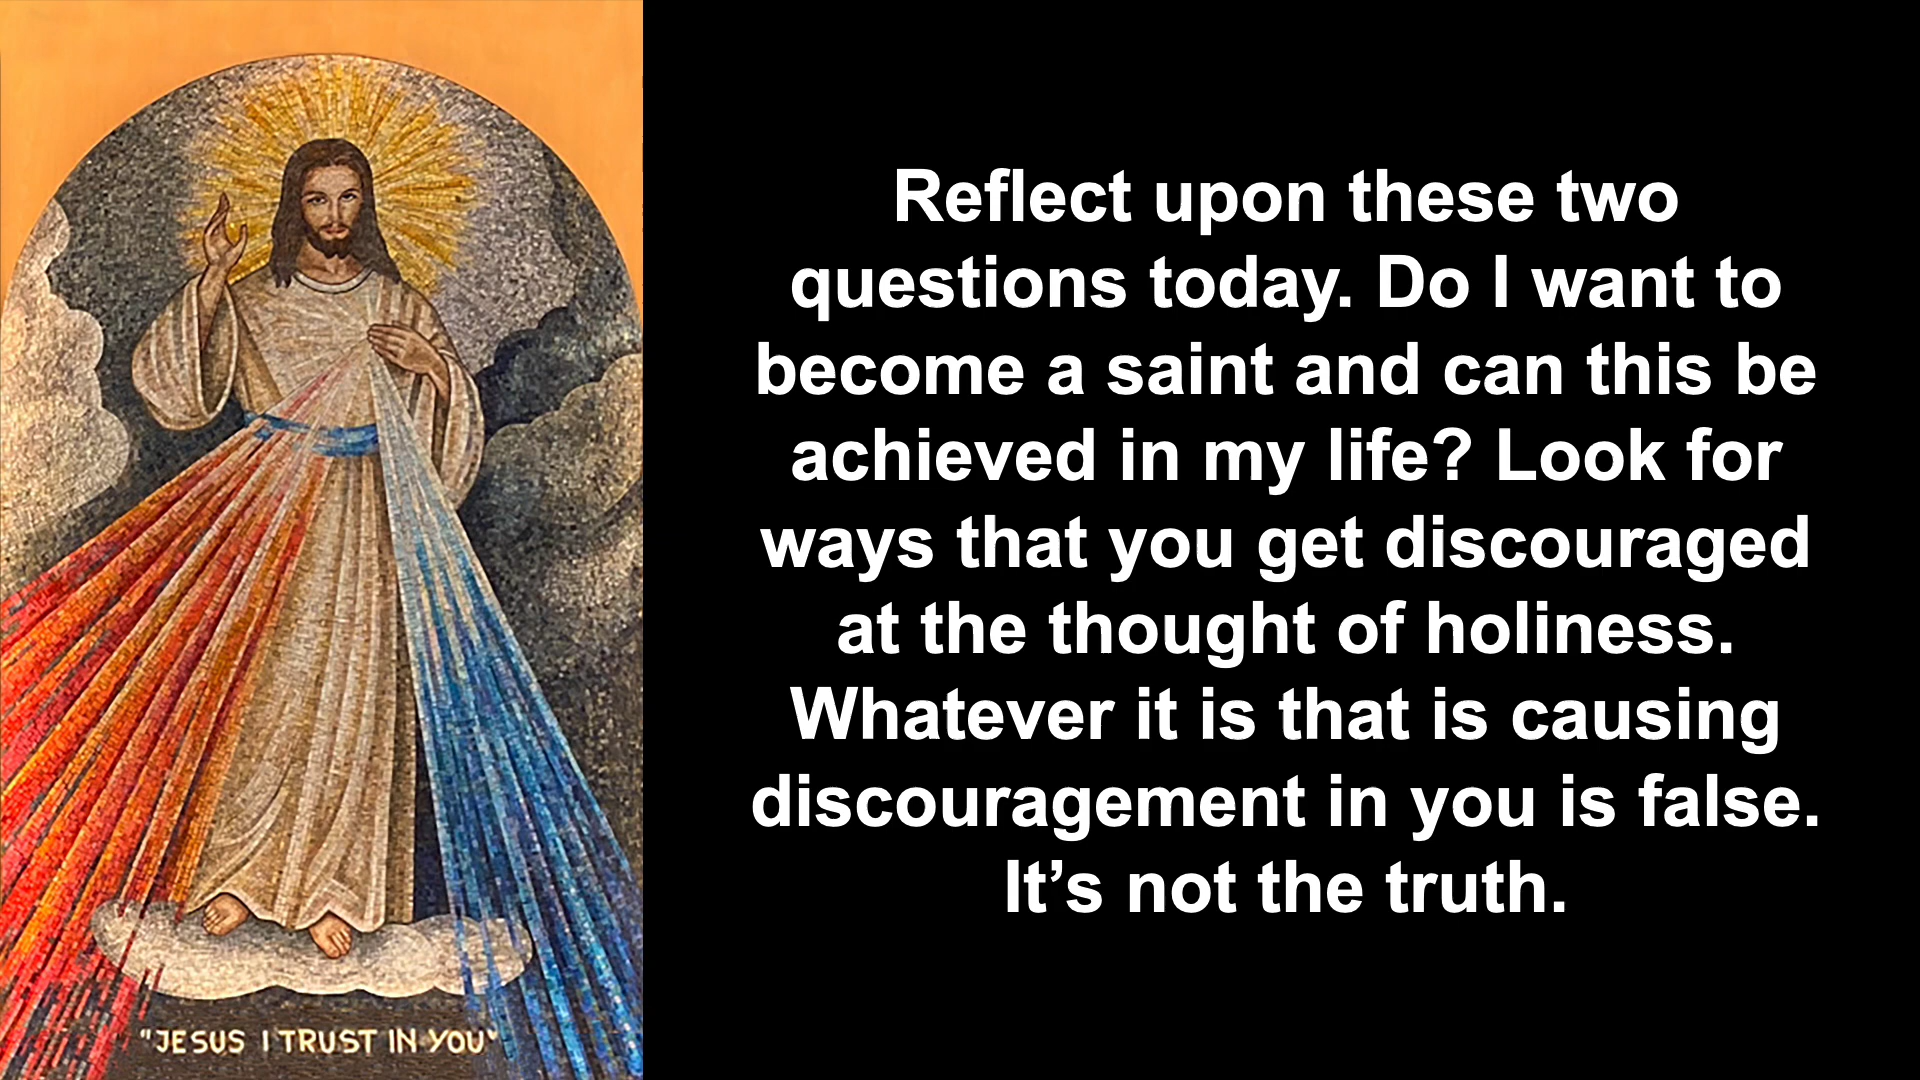 Reflect upon these two
questions today. Do I want to
become a saint and can this be
achieved in my life? Look for
ways that you get discouraged
at the thought of holiness.
Whatever it is that is causing
discouragement in you is false.
It’s not the truth.
"JESUS I TRUST IN YOU"